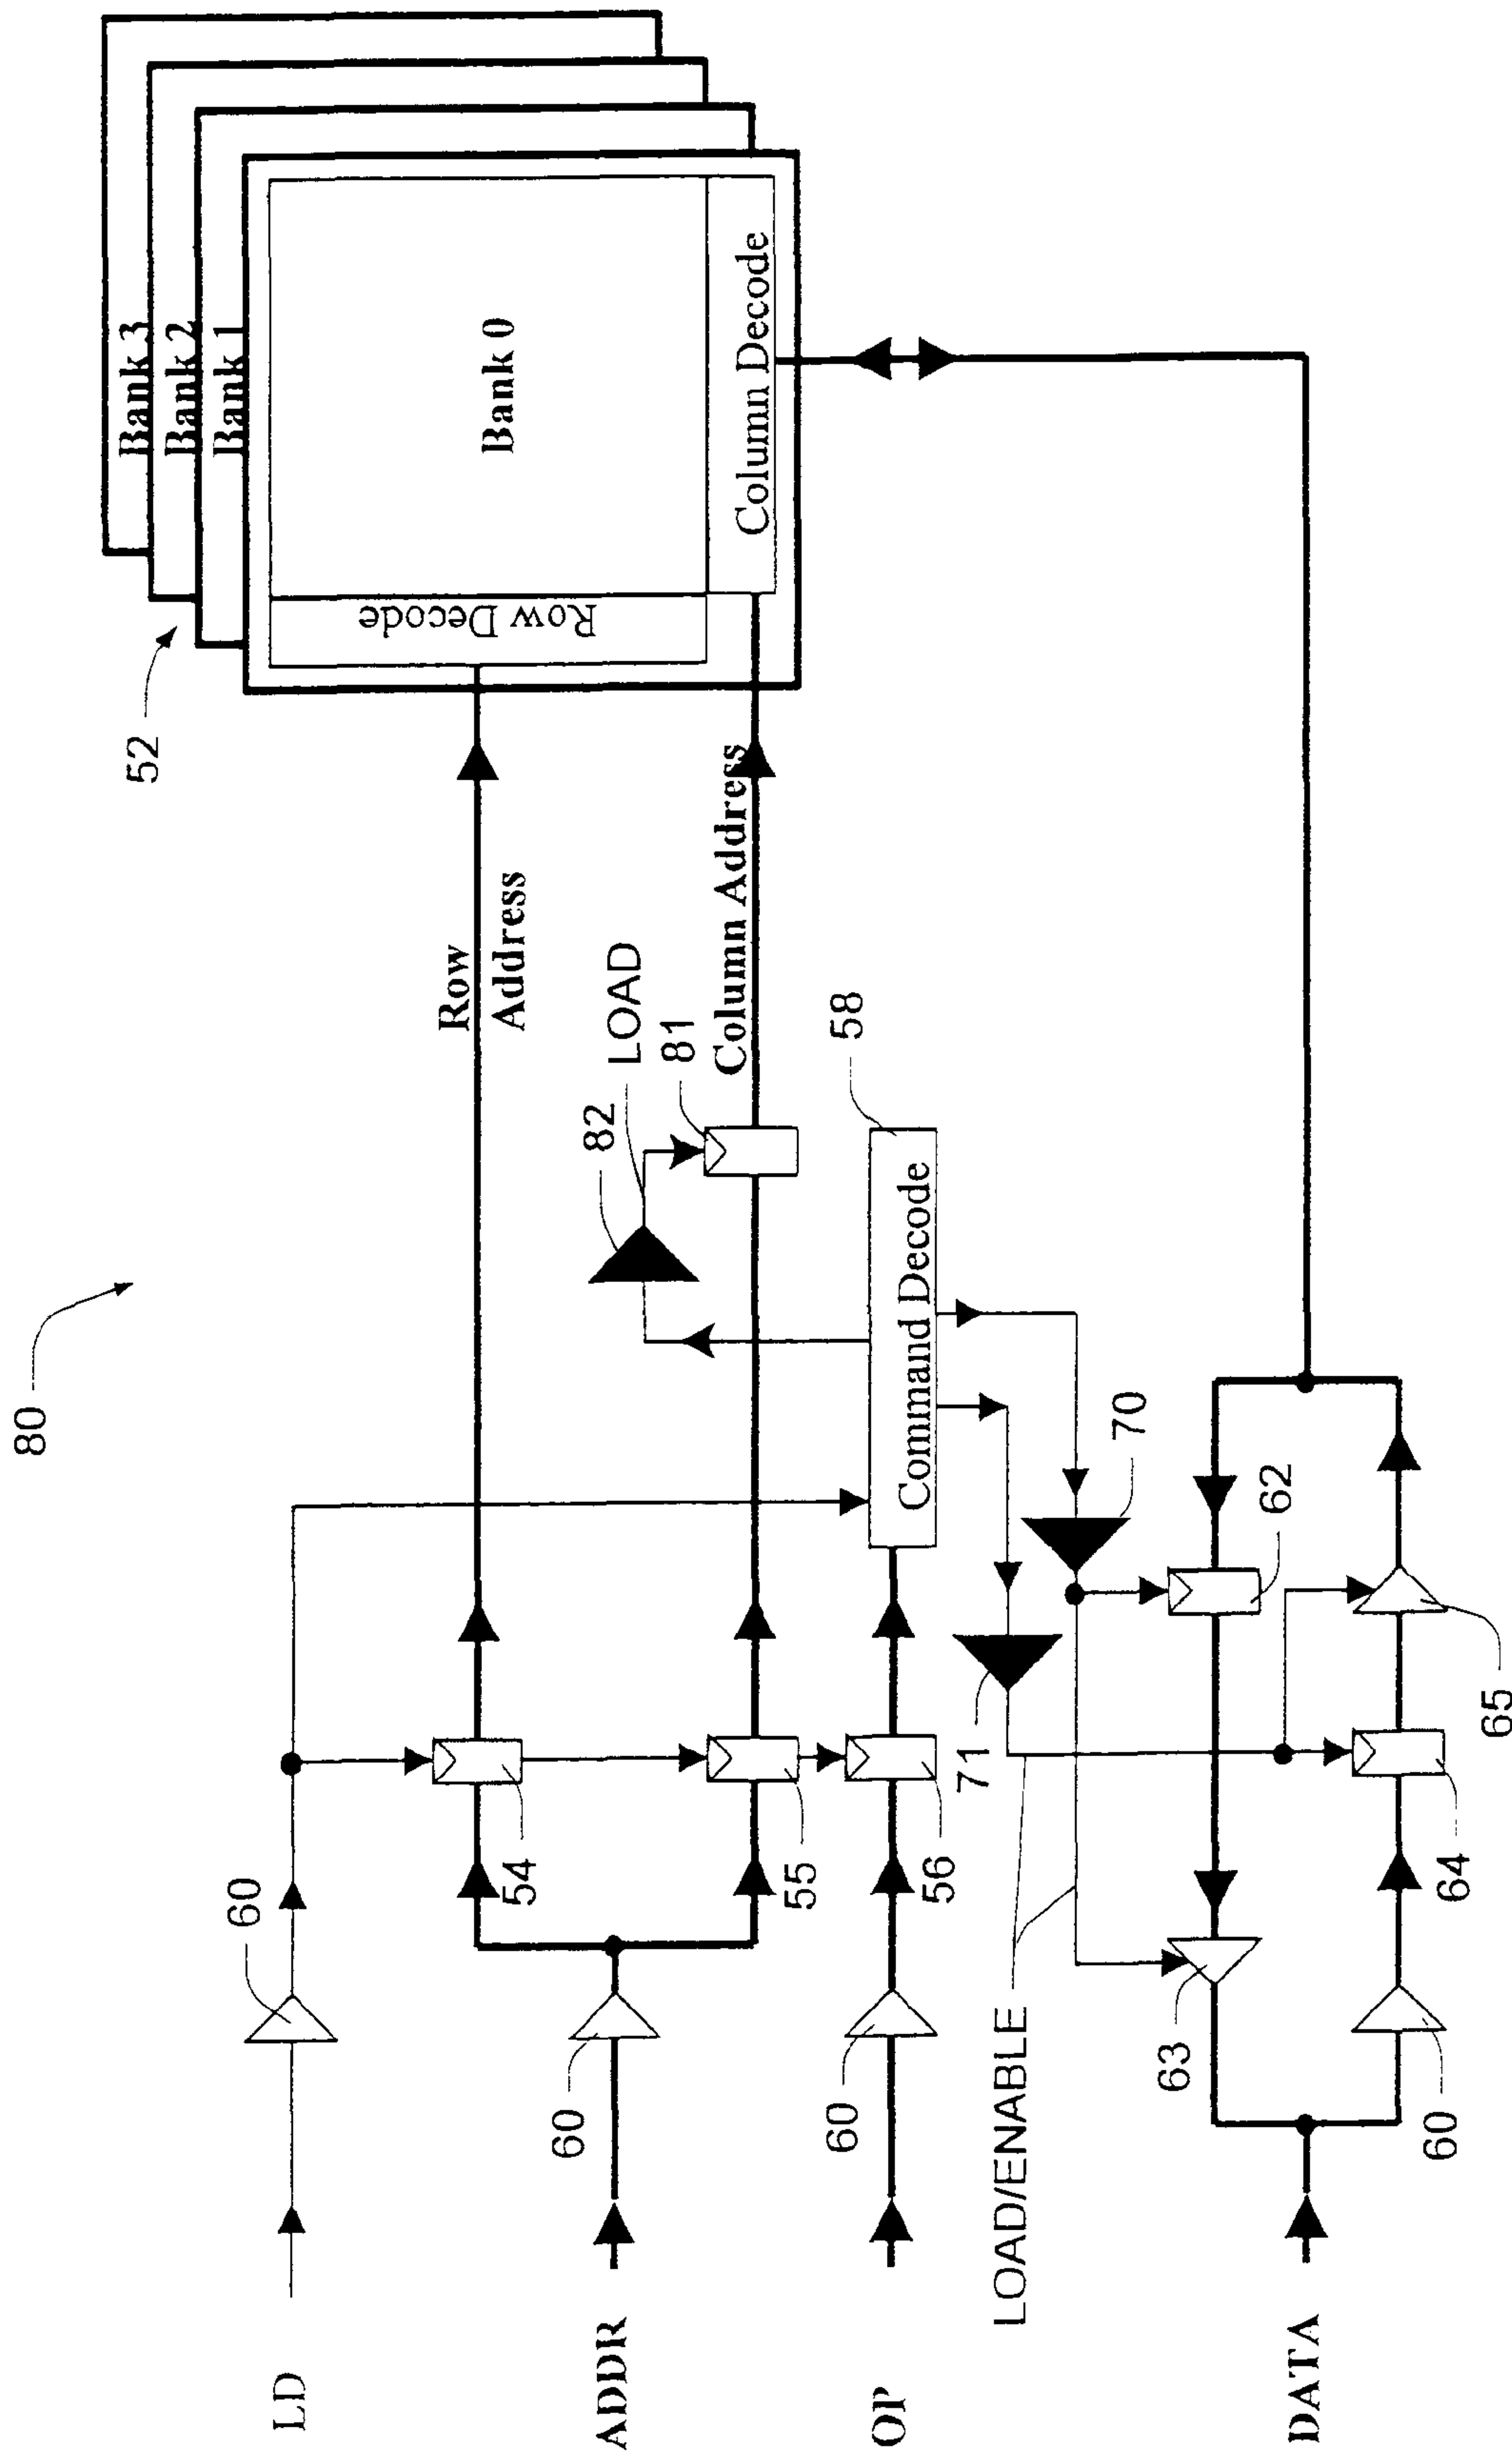 80
52
Bank 3
Bank 2
Bank 1
Bank 0
Row Decode
Column Decode
Row
Address
Column Address
LOAD
82
81
58
Command Decode
LD
60
54
ADDR
60
55
OP
60
56
71
70
LOAD/ENABLE
62
63
65
64
DATA
60